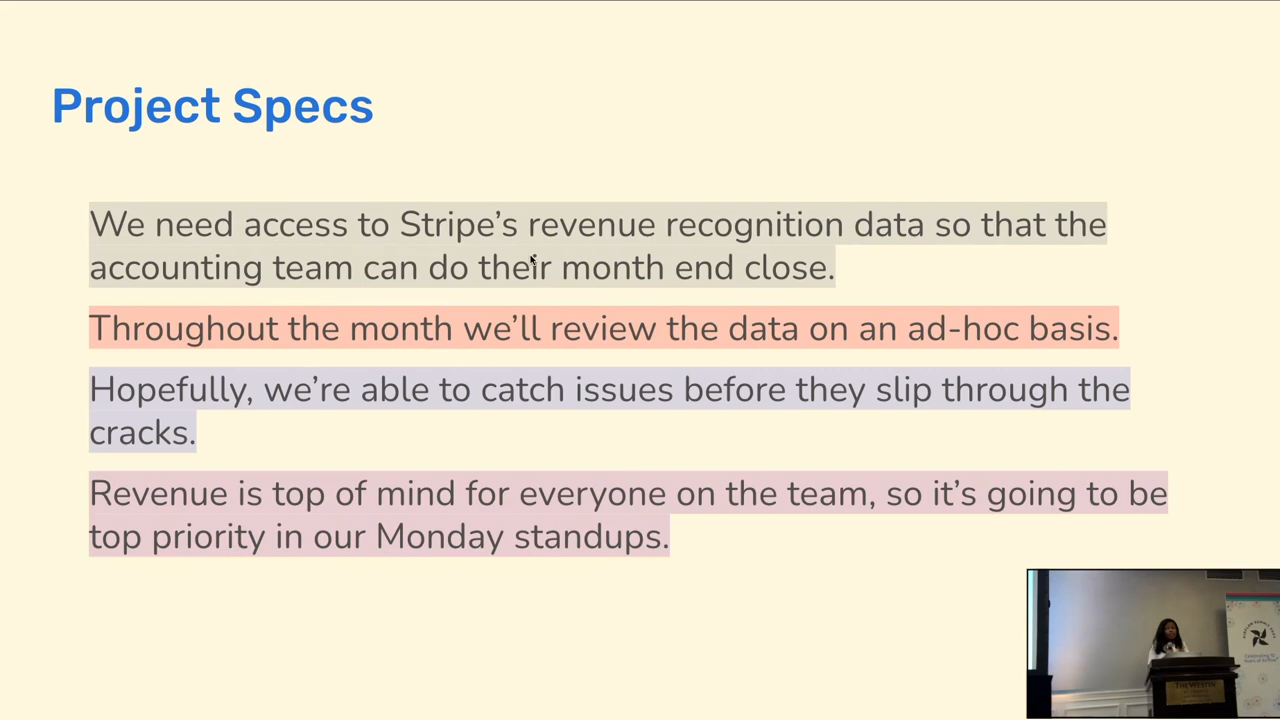 Project Specs
We need access to Stripe’s revenue recognition data so that the
accounting team can do their month end close.
Throughout the month we’ll review the data on an ad-hoc basis.
Hopefully, we’re able to catch issues before they slip through the
cracks.
Revenue is top of mind for everyone on the team, so it’s going to be
top priority in our Monday standups.
THE WESTIN